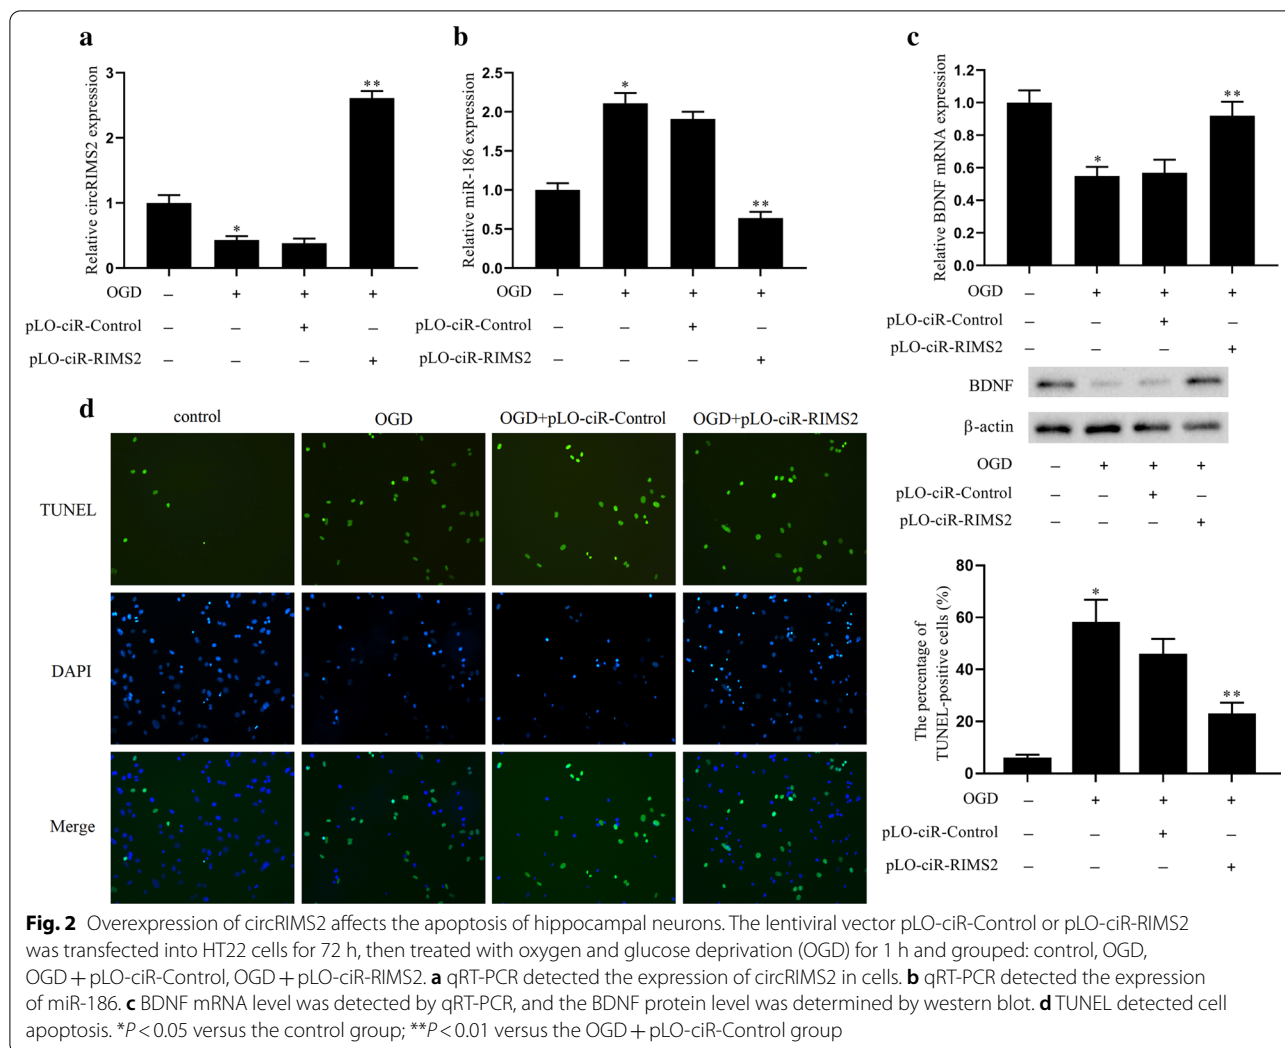 a
Relative circRIMS2 expression
3
2
1
0
*
**
OGD – + + +
pLO-ciR-Control – – + –
pLO-ciR-RIMS2 – – – +
b
Relative miR-186 expression
2.5
2.0
1.5
1.0
0.5
0.0
*
**
OGD – + + +
pLO-ciR-Control – – + –
pLO-ciR-RIMS2 – – – +
c
Relative BDNF mRNA expression
1.2
1.0
0.8
0.6
0.4
0.2
0.0
*
**
OGD – + + +
pLO-ciR-Control – – + –
pLO-ciR-RIMS2 – – – +
BDNF
β-actin
OGD – + + +
pLO-ciR-Control – – + –
pLO-ciR-RIMS2 – – – +
d
control OGD OGD+pLO-ciR-Control OGD+pLO-ciR-RIMS2
TUNEL
DAPI
Merge
The percentage of
TUNEL-positive cells (%)
80
60
40
20
0
*
**
OGD – + + +
pLO-ciR-Control – – + –
pLO-ciR-RIMS2 – – – +
Fig. 2 Overexpression of circRIMS2 affects the apoptosis of hippocampal neurons. The lentiviral vector pLO-ciR-Control or pLO-ciR-RIMS2
was transfected into HT22 cells for 72 h, then treated with oxygen and glucose deprivation (OGD) for 1 h and grouped: control, OGD,
OGD + pLO-ciR-Control, OGD + pLO-ciR-RIMS2. a qRT-PCR detected the expression of circRIMS2 in cells. b qRT-PCR detected the expression
of miR-186. c BDNF mRNA level was detected by qRT-PCR, and the BDNF protein level was determined by western blot. d TUNEL detected cell
apoptosis. *P < 0.05 versus the control group; **P < 0.01 versus the OGD + pLO-ciR-Control group